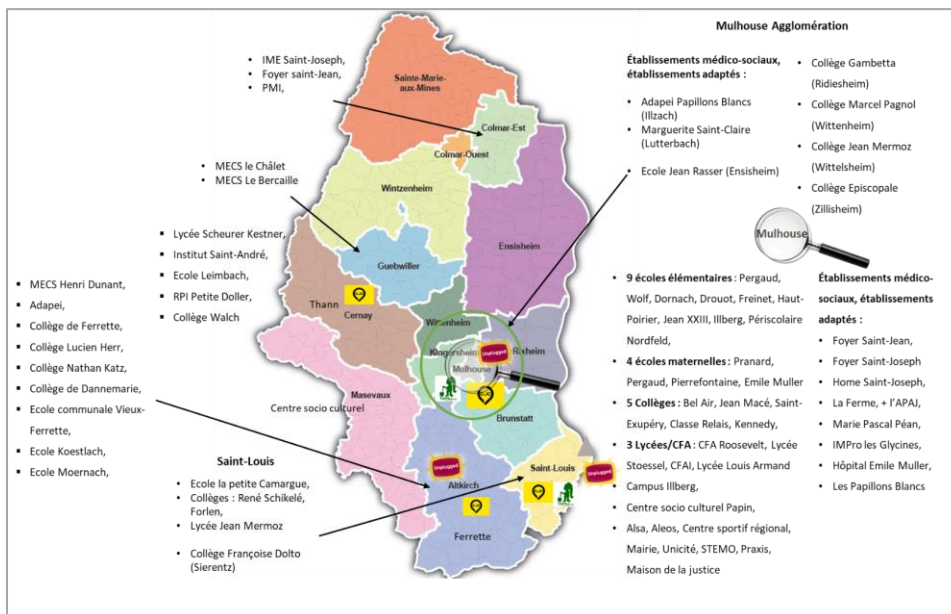 Mulhouse Agglomération
Établissements médico-sociaux,
établissements adaptés :
• Adapei Papillons Blancs
(Illzach)
• Marguerite Saint-Claire
(Lutterbach)
• Ecole Jean Rasser (Ensisheim)
• Collège Gambetta
(Ridiesheim)
• Collège Marcel Pagnol
(Wittenheim)
• Collège Jean Mermoz
(Wittelsheim)
• Collège Episcopale
(Zillisheim)
• IME Saint-Joseph,
• Foyer saint-Jean,
• PMI,
• MECS le Châlet
• MECS Le Bercaille
▪ Lycée Scheurer Kestner,
▪ Institut Saint-André,
▪ Ecole Leimbach,
▪ RPI Petite Doller,
▪ Collège Walch
▪ MECS Henri Dunant,
▪ Adapei,
▪ Collège de Ferrette,
▪ Collège Lucien Herr,
▪ Collège Nathan Katz,
▪ Collège de Dannemarie,
▪ Ecole communale Vieux-
Ferrette,
▪ Ecole Koestlach,
▪ Ecole Moernach,
Saint-Louis
• Ecole la petite Camargue,
• Collèges : René Schikelé,
Forlen,
• Lycée Jean Mermoz
• Collège Françoise Dolto
(Sierentz)
Sainte-Marie-
aux-Mines
Colmar-Est
Colmar-Ouest
Wintzenheim
Ensisheim
Guebwiller
Thann
Cernay
Wittenheim
Kingersheim
Rixheim
Mulhouse
Unplugged
Masevaux
Centre socio culturel
Brunstatt
Unplugged
Altkirch
Saint-Louis
Unplugged
Ferrette
Mulhouse
• 9 écoles élémentaires : Pergaud,
Wolf, Dornach, Drouot, Freinet, Haut-
Poirier, Jean XXIII, Illberg, Périscolaire
Nordfeld,
• 4 écoles maternelles : Pranard,
Pergaud, Pierrefontaine, Emile Muller
• 5 Collèges : Bel Air, Jean Macé, Saint-
Exupéry, Classe Relais, Kennedy,
• 3 Lycées/CFA : CFA Roosevelt, Lycée
Stoessel, CFAI, Lycée Louis Armand
Campus Illberg,
• Centre socio culturel Papin,
• Alsa, Aleos, Centre sportif régional,
Mairie, Unicité, STEMO, Praxis,
Maison de la justice
Établissements médico-
sociaux, établissements
adaptés :
• Foyer Saint-Jean,
• Foyer Saint-Joseph
• Home Saint-Joseph,
• La Ferme, + l'APAJ,
• Marie Pascal Péan,
• IMPro les Glycines,
• Hôpital Emile Muller,
• Les Papillons Blancs